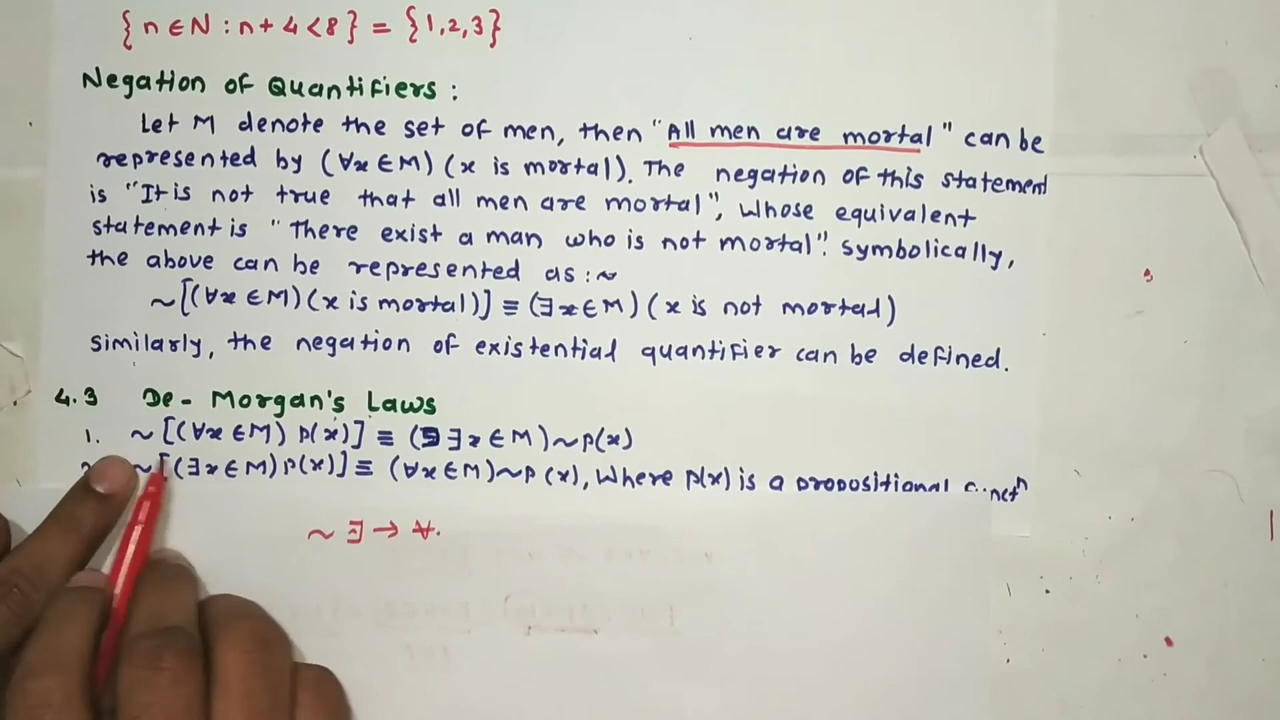 {n ∈ N : n + 4 < 8} = {1, 2, 3}
Negation of Quantifiers :
Let M denote the set of men, then "All men are mortal" can be
represented by (∀x ∈ M) (x is mortal). The negation of this statement
is "It is not true that all men are mortal", whose equivalent
statement is "There exist a man who is not mortal". symbolically,
the above can be represented as : ~
~[(∀x ∈ M) (x is mortal)] ≡ (∃x ∈ M) (x is not mortal)
similarly, the negation of existential quantifier can be defined.
4.3 De - Morgan's Laws
1. ~[(∀x ∈ M) p(x)] ≡ (∃x ∈ M) ~p(x)
~[(∃x ∈ M) p(x)] ≡ (∀x ∈ M) ~p(x), Where p(x) is a propositional
~ ∃ → ∀.